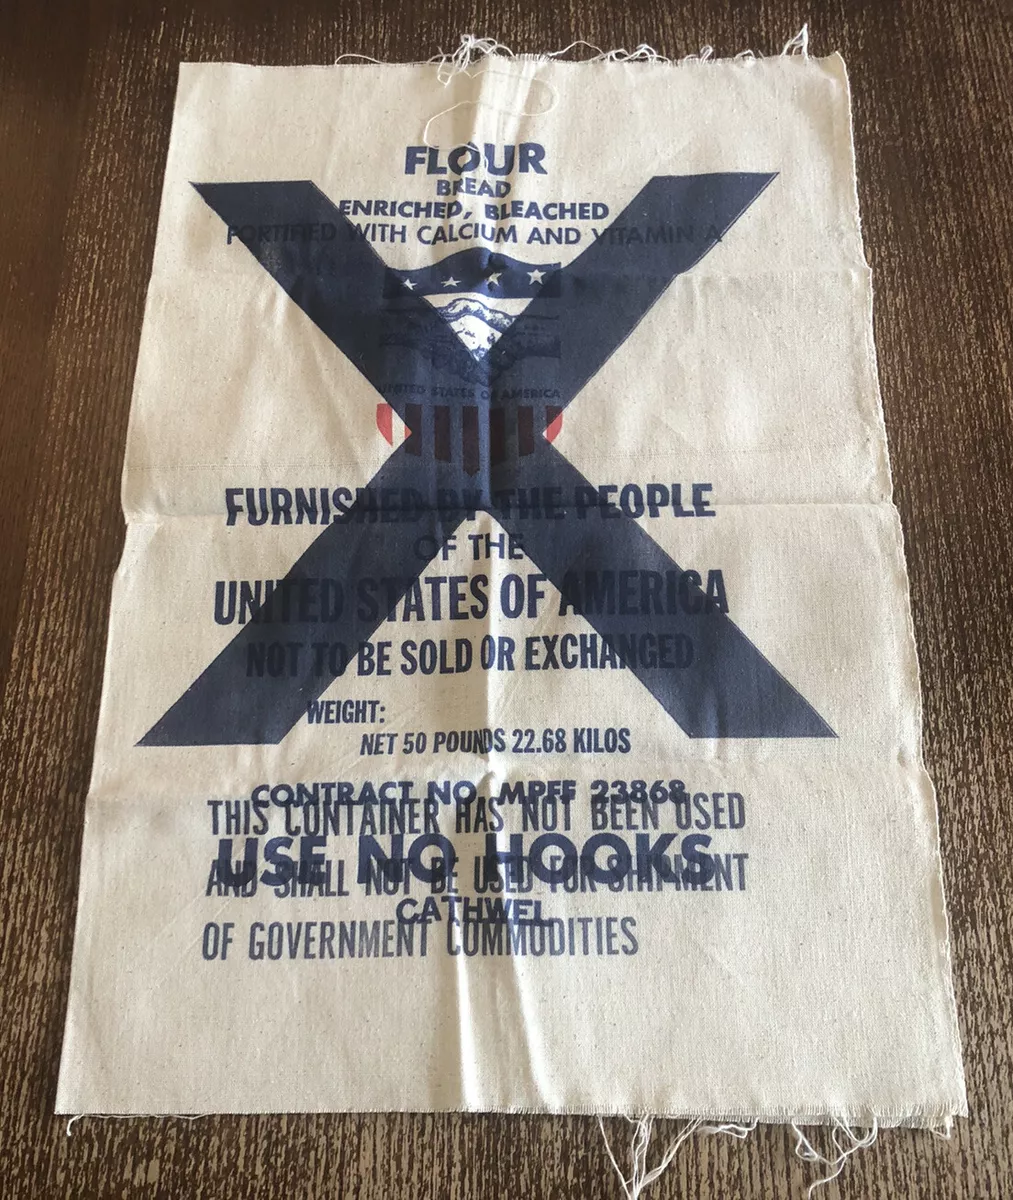 FLOUR
BREAD
ENRICHED, BLEACHED
FORTIFIED WITH CALCIUM AND VITAMIN A
UNITED STATES OF AMERICA
FURNISHED BY THE PEOPLE
OF THE
UNITED STATES OF AMERICA
NOT TO BE SOLD OR EXCHANGED
WEIGHT:
NET 50 POUNDS 22.68 KILOS
CONTRACT NO. MPFF 23868
THIS CONTAINER HAS NOT BEEN USED
USE NO HOOKS
AND SHALL NOT BE USED FOR SHIPMENT
CATHWEL
OF GOVERNMENT COMMODITIES